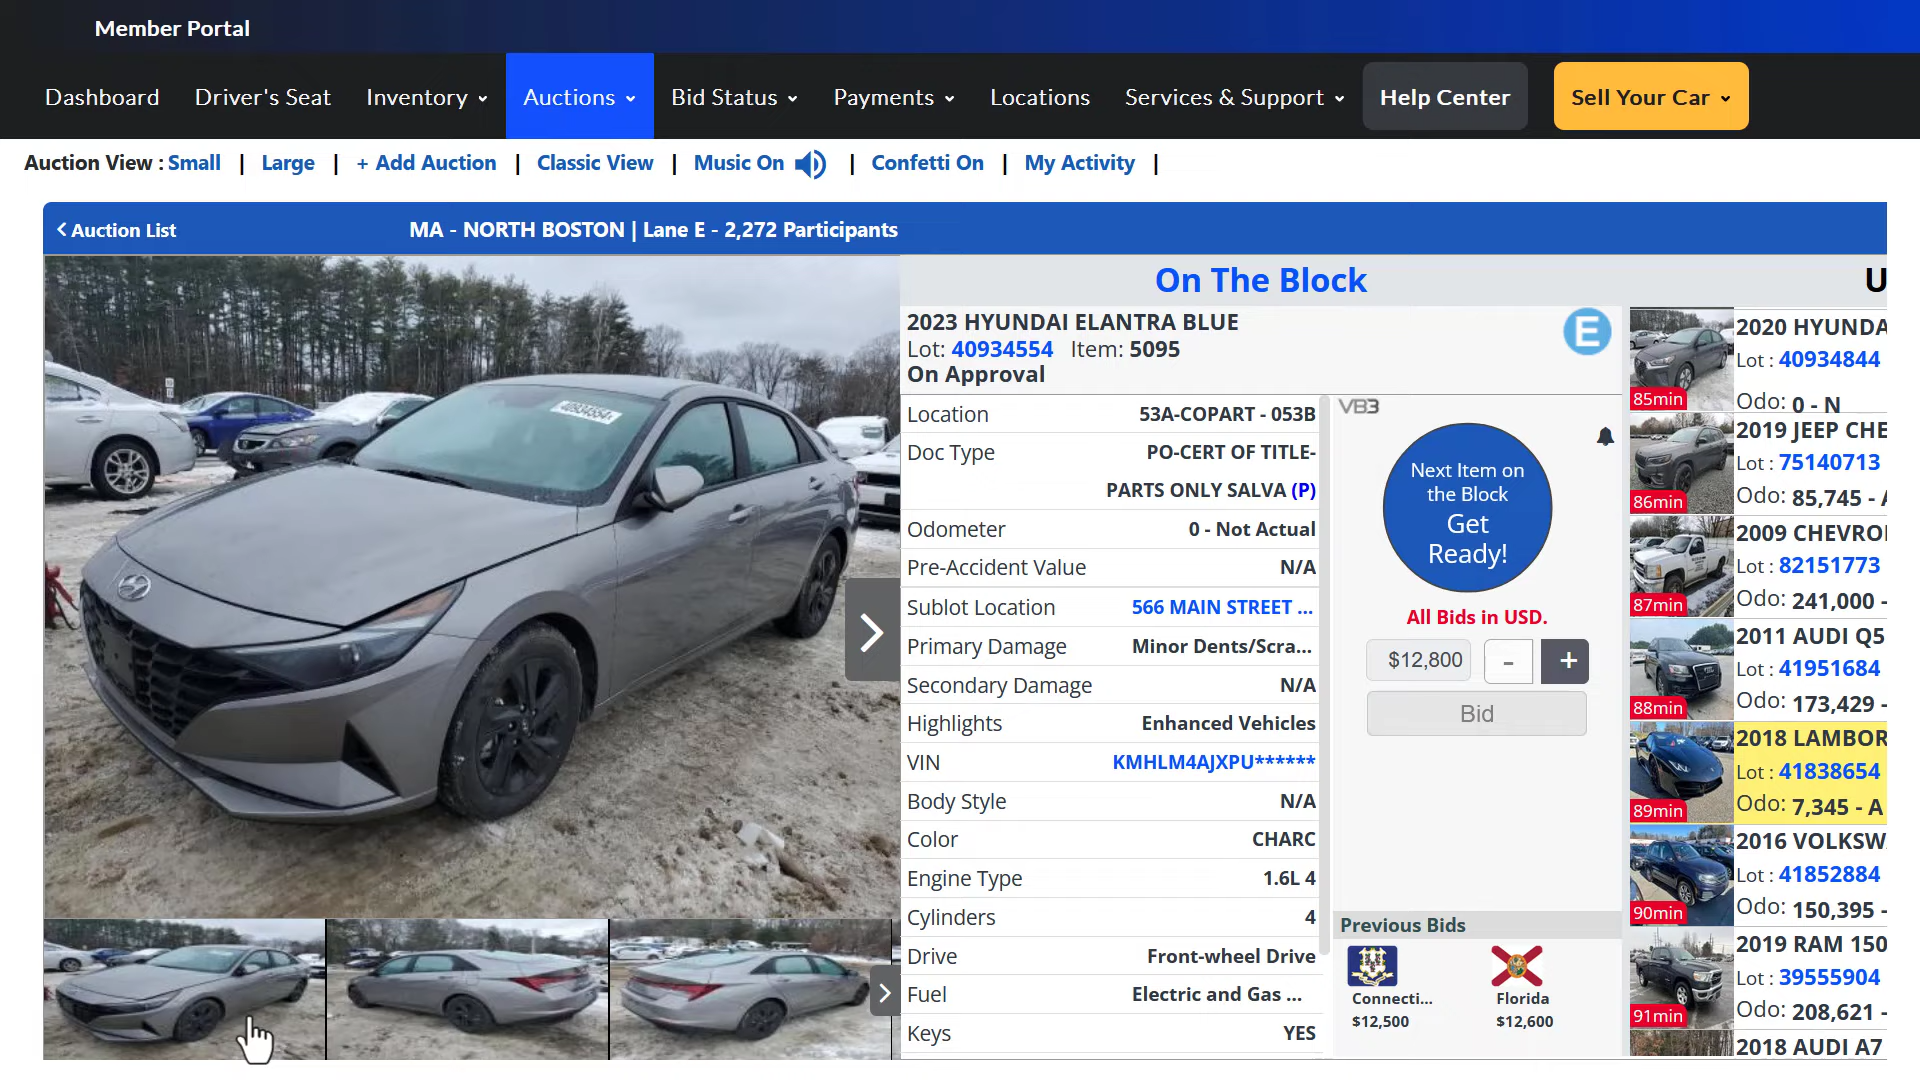 Member Portal
Dashboard Driver's Seat Inventory Auctions Bid Status Payments Locations Services & Support Help Center Sell Your Car
Auction View : Small | Large | + Add Auction | Classic View | Music On | Confetti On | My Activity |
Auction List MA - NORTH BOSTON | Lane E - 2,272 Participants
On The Block
2023 HYUNDAI ELANTRA BLUE
Lot: 40934554 Item: 5095
On Approval
E
Location 53A-COPART - 053B
Doc Type PO-CERT OF TITLE-
PARTS ONLY SALVA (P)
Odometer 0 - Not Actual
Pre-Accident Value N/A
Sublot Location 566 MAIN STREET ...
Primary Damage Minor Dents/Scra...
Secondary Damage N/A
Highlights Enhanced Vehicles
VIN KMHLM4AJXPU******
Body Style N/A
Color CHARC
Engine Type 1.6L 4
Cylinders 4
Drive Front-wheel Drive
Fuel Electric and Gas ...
Keys YES
VB3
Next Item on
the Block
Get
Ready!
All Bids in USD.
$12,800 - +
Bid
Previous Bids
Connecti...
$12,500
Florida
$12,600
U
2020 HYUNDA
Lot : 40934844
Odo: 0 - N
85min
2019 JEEP CHE
Lot : 75140713
Odo: 85,745 - A
86min
2009 CHEVROL
Lot : 82151773
Odo: 241,000 -
87min
2011 AUDI Q5
Lot : 41951684
Odo: 173,429 -
88min
2018 LAMBOR
Lot : 41838654
Odo: 7,345 - A
89min
2016 VOLKSW
Lot : 41852884
Odo: 150,395 -
90min
2019 RAM 150
Lot : 39555904
Odo: 208,621 -
91min
2018 AUDI A7
40934554